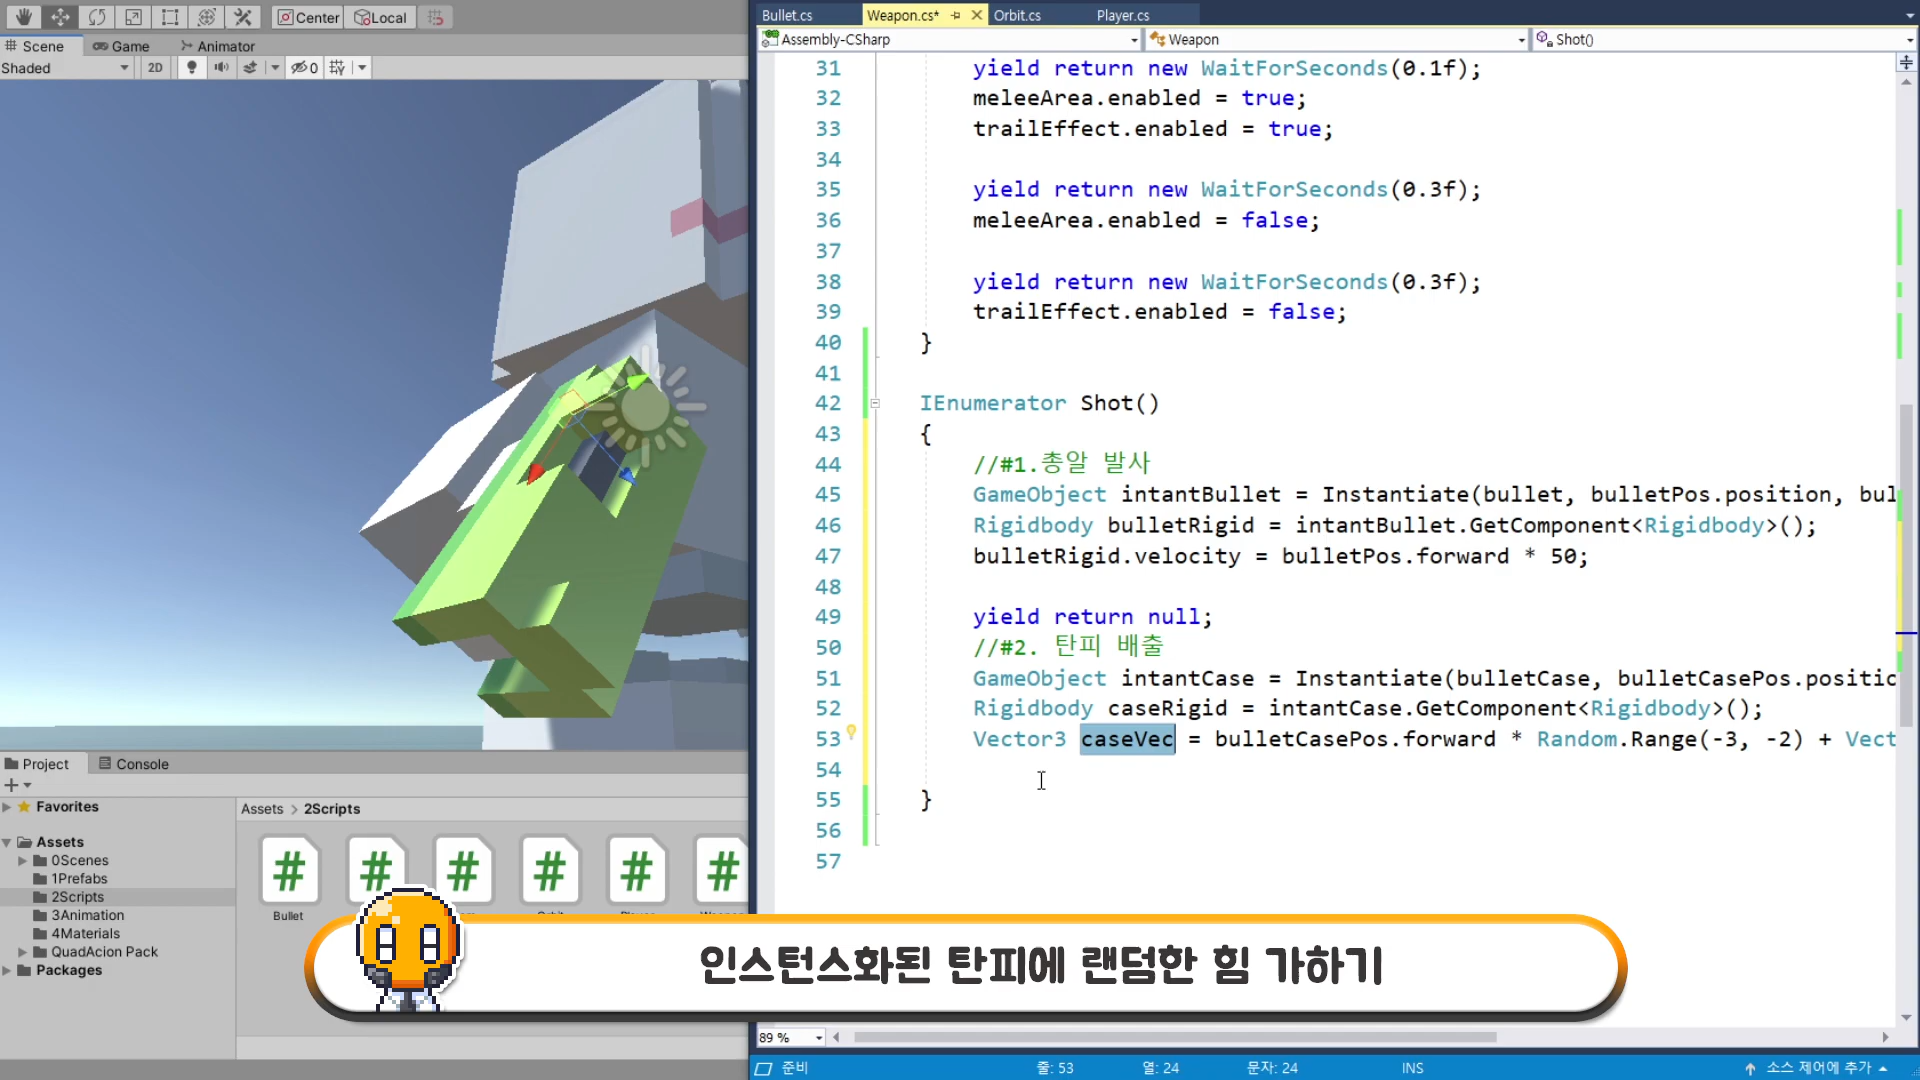 Center
Local
Scene
Game
Animator
Shaded
2D
0
Bullet.cs
Weapon.cs*
Orbit.cs
Player.cs
Assembly-CSharp
Weapon
Shot()
31 yield return new WaitForSeconds(0.1f);
32 meleeArea.enabled = true;
33 trailEffect.enabled = true;
34
35 yield return new WaitForSeconds(0.3f);
36 meleeArea.enabled = false;
37
38 yield return new WaitForSeconds(0.3f);
39 trailEffect.enabled = false;
40 }
41
42 IEnumerator Shot()
43 {
44 //#1.총알 발사
45 GameObject intantBullet = Instantiate(bullet, bulletPos.position, bul
46 Rigidbody bulletRigid = intantBullet.GetComponent<Rigidbody>();
47 bulletRigid.velocity = bulletPos.forward * 50;
48
49 yield return null;
50 //#2. 탄피 배출
51 GameObject intantCase = Instantiate(bulletCase, bulletCasePos.positic
52 Rigidbody caseRigid = intantCase.GetComponent<Rigidbody>();
53 Vector3 caseVec = bulletCasePos.forward * Random.Range(-3, -2) + Vect
54
55 }
56
57
Project
Console
Favorites
Assets
0Scenes
1Prefabs
2Scripts
3Animation
4Materials
QuadAcion Pack
Packages
Assets > 2Scripts
Bullet
인스턴스화된 탄피에 랜덤한 힘 가하기
89 %
준비
줄: 53
열: 24
문자: 24
INS
소스 제어에 추가